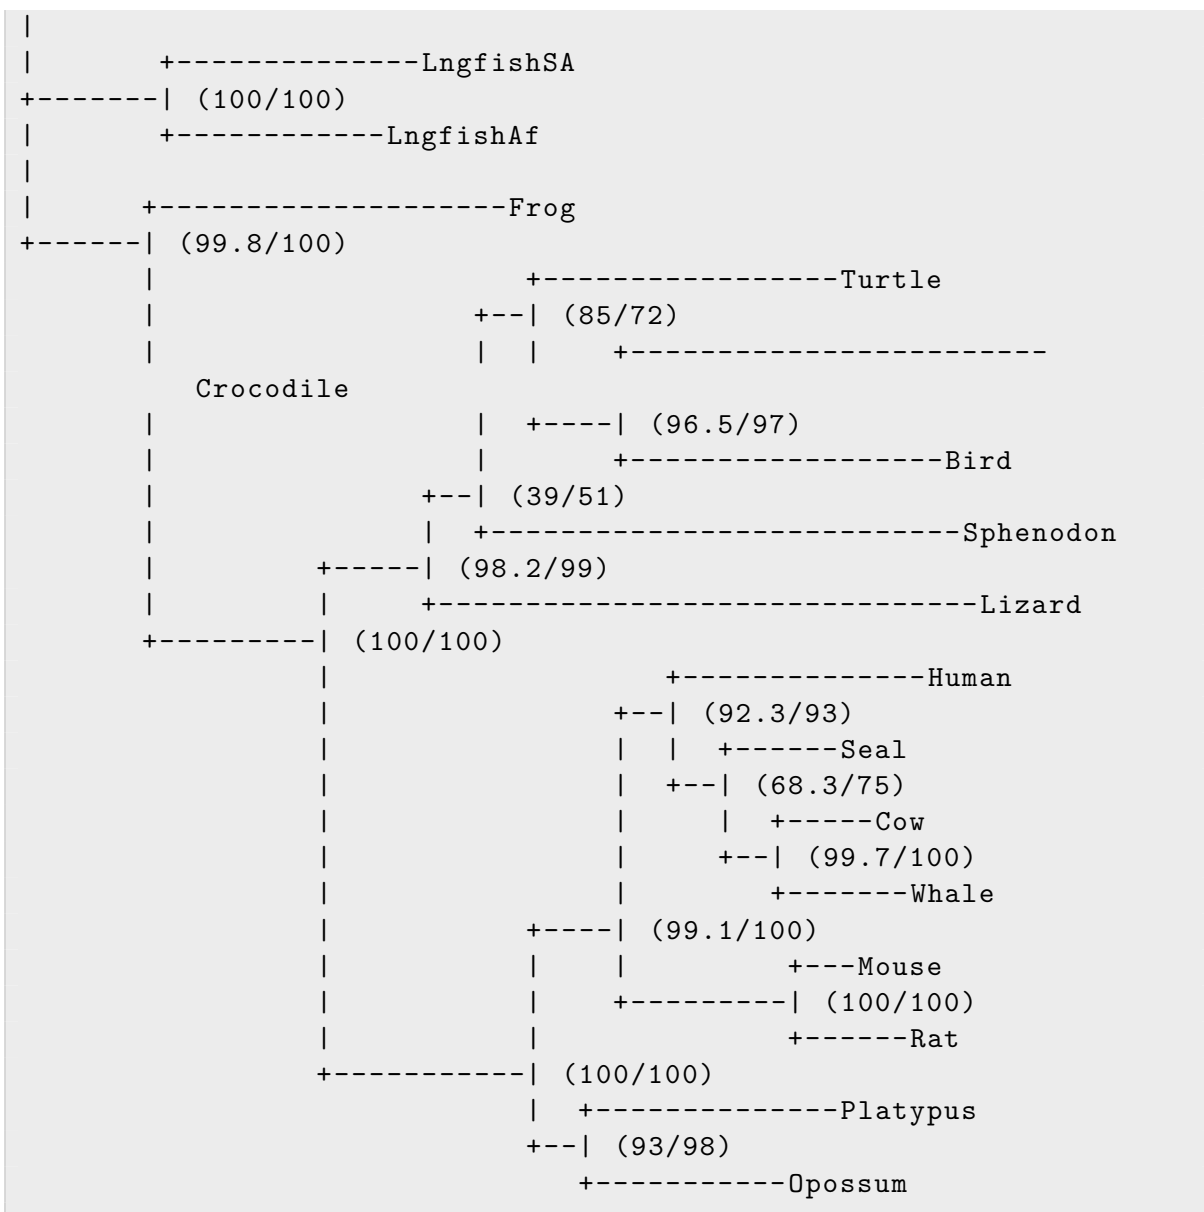 |
|        +--------------LngfishSA
+-------| (100/100)
|        +------------LngfishAf
|
|       +--------------------Frog
+------| (99.8/100)
       |                     +-----------------Turtle
       |                  +--| (85/72)
       |                  |  |    +------------------------
          Crocodile
       |                  |  +----| (96.5/97)
       |                  |       +------------------Bird
       |               +--| (39/51)
       |               |  +---------------------------Sphenodon
       |         +-----| (98.2/99)
       |         |     +-------------------------------Lizard
       +---------| (100/100)
                 |                   +--------------Human
                 |                +--| (92.3/93)
                 |                |  |  +------Seal
                 |                |  +--| (68.3/75)
                 |                |     |  +-----Cow
                 |                |     +--| (99.7/100)
                 |                |        +-------Whale
                 |           +----| (99.1/100)
                 |           |    |         +---Mouse
                 |           |    +---------| (100/100)
                 |           |              +------Rat
                 +-----------| (100/100)
                             |  +--------------Platypus
                             +--| (93/98)
                                +-----------Opossum